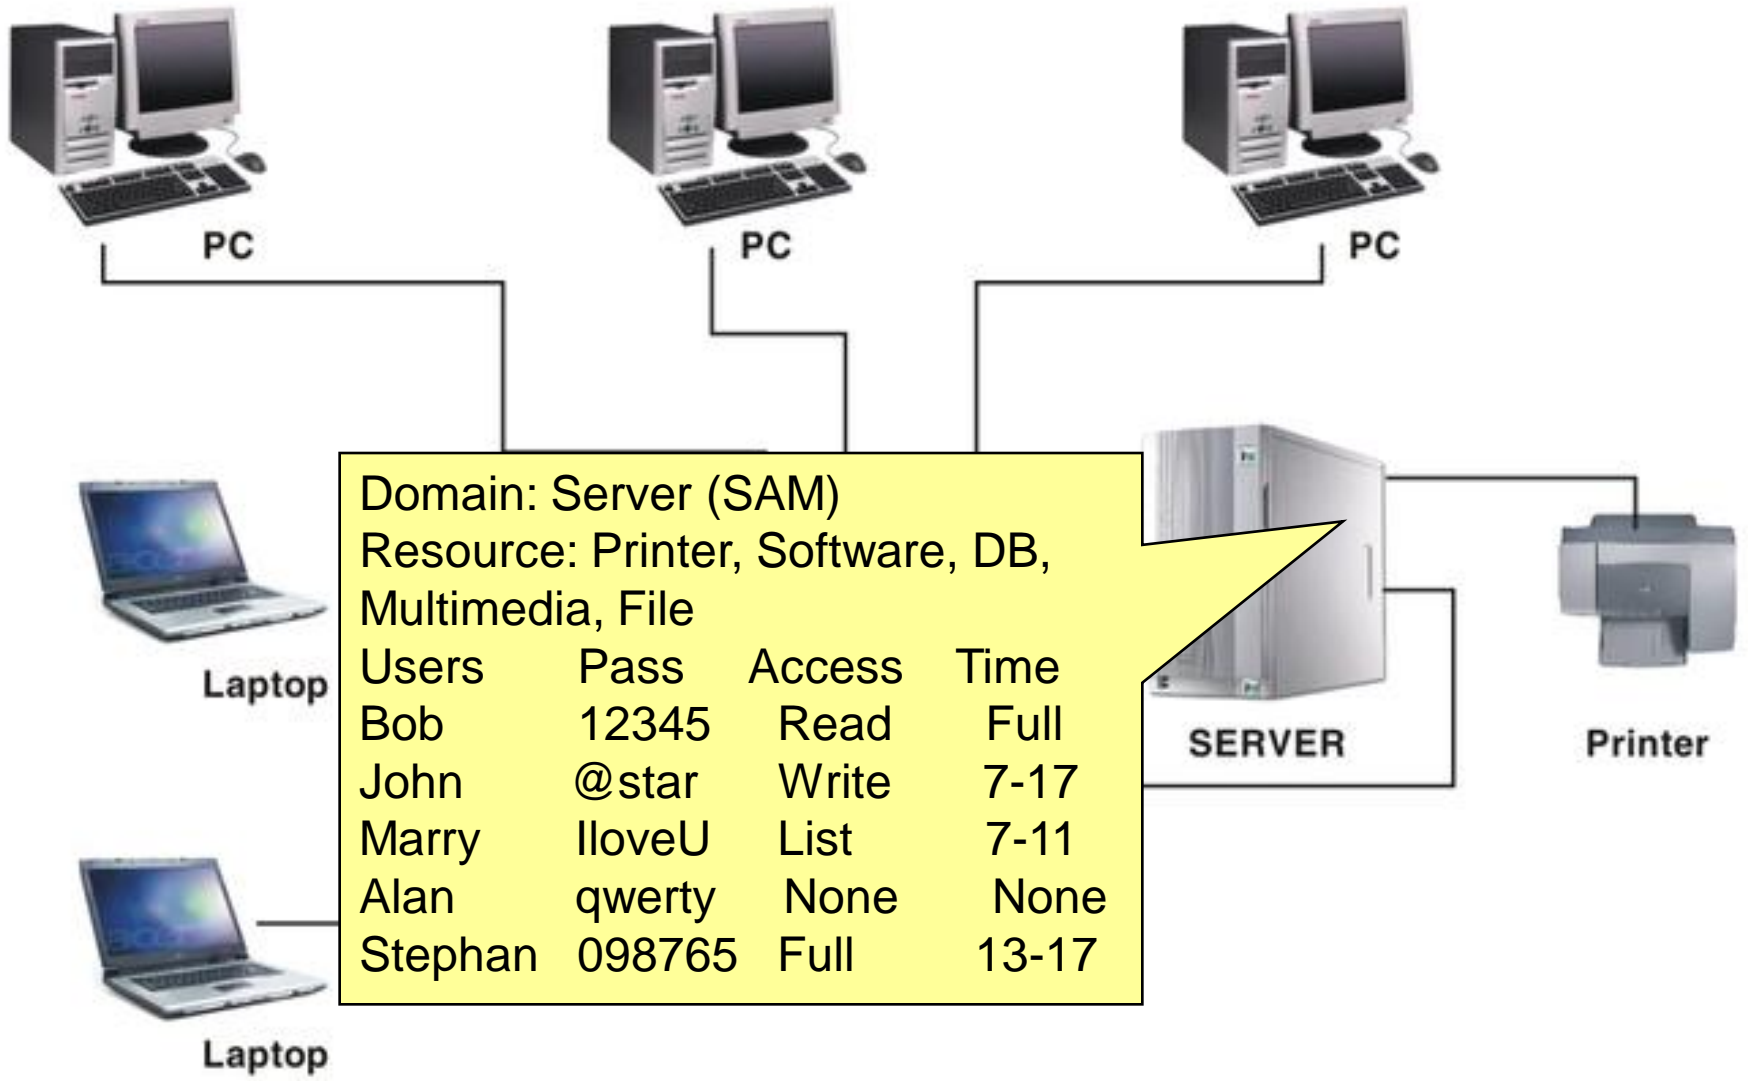 PC
PC
PC
Domain: Server (SAM)
Resource: Printer, Software, DB,
Multimedia, File
Users Pass Access Time
Bob 12345 Read Full
John @star Write 7-17
Marry IloveU List 7-11
Alan qwerty None None
Stephan 098765 Full 13-17
Laptop
SERVER
Printer
Laptop